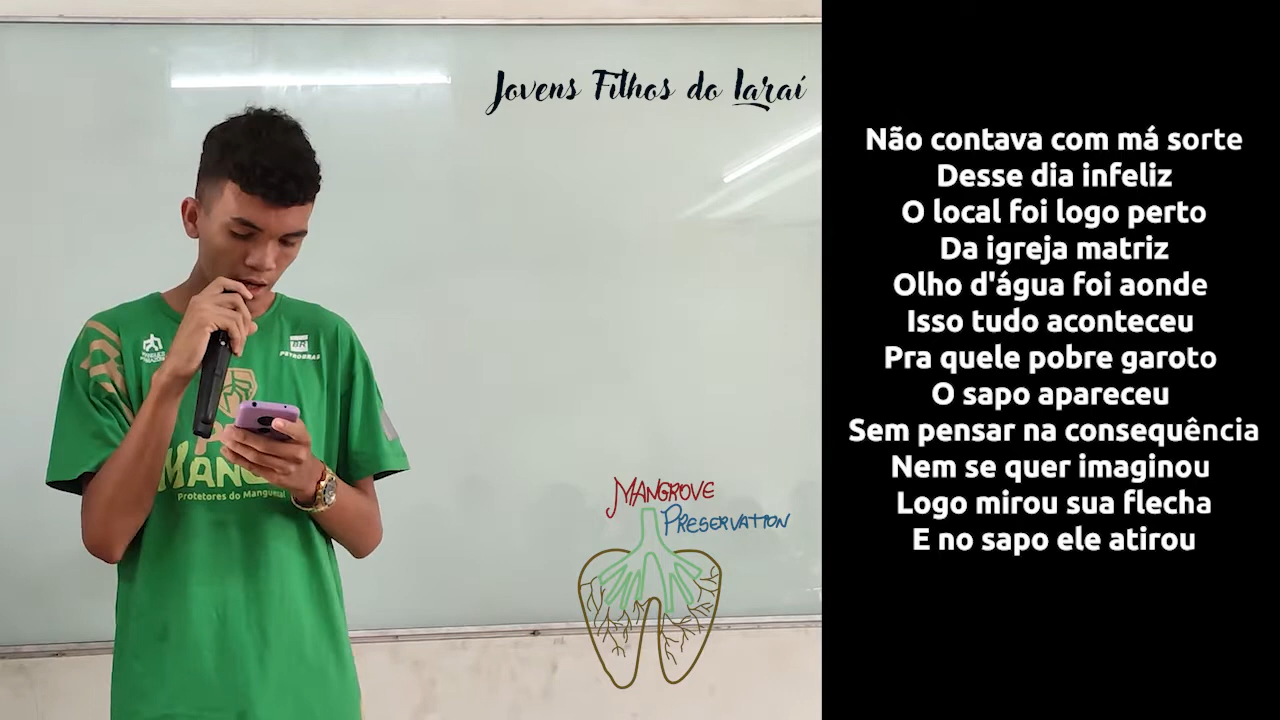 Jovens Filhos do Iaraí
Não contava com má sorte
Desse dia infeliz
O local foi logo perto
Da igreja matriz
Olho d'água foi aonde
Isso tudo aconteceu
Pra quele pobre garoto
O sapo apareceu
Sem pensar na consequência
Nem se quer imaginou
Logo mirou sua flecha
E no sapo ele atirou
BR
PETROBRAS
MANG
Protetores do Manguezal
MANGROVE
PRESERVATION